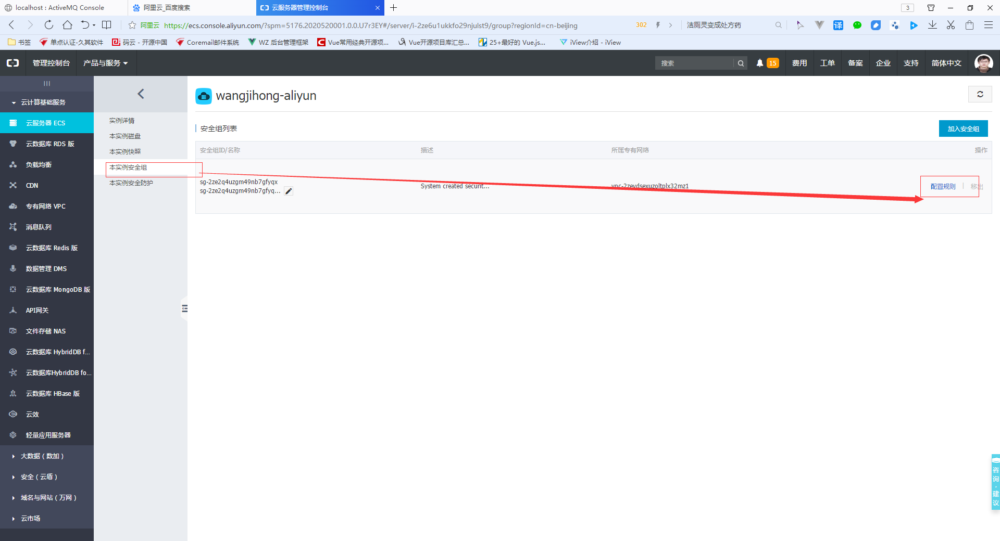 localhost : ActiveMQ Console
阿里云_百度搜索
云服务器管理控制台
3
阿里云
https://ecs.console.aliyun.com/?spm=5176.2020520001.0.0.U7r3EY#/server/i-2ze6u1ukkfo29njulst9/group?regionId=cn-beijing
302
洁厕灵变成处方药
译
书签
单点认证-久其软件
码云 - 开源中国
Coremail邮件系统
WZ 后台管理框架
Vue常用经典开源项...
Vue开源项目库汇总...
25+最好的 Vue.js...
iView介绍 - iView
管理控制台
产品与服务
搜索
15
费用
工单
备案
企业
支持
简体中文
云计算基础服务
云服务器 ECS
云数据库 RDS 版
负载均衡
CDN
专有网络 VPC
消息队列
云数据库 Redis 版
数据管理 DMS
云数据库 MongoDB 版
API网关
文件存储 NAS
云数据库 HybridDB f...
云数据库HybridDB fo...
云数据库 HBase 版
云效
轻量应用服务器
大数据（数加）
安全（云盾）
域名与网站（万网）
云市场
实例详情
本实例磁盘
本实例快照
本实例安全组
本实例安全防护
wangjihong-aliyun
安全组列表
加入安全组
安全组ID/名称
描述
所属专有网络
操作
sg-2ze2q4uzgm49nb7gfyqx
sg-2ze2q4uzgm49nb7gfyq...
System created securit...
vpc-2zeydsexuzoltplx32mz1
配置规则
移出
咨询·建议